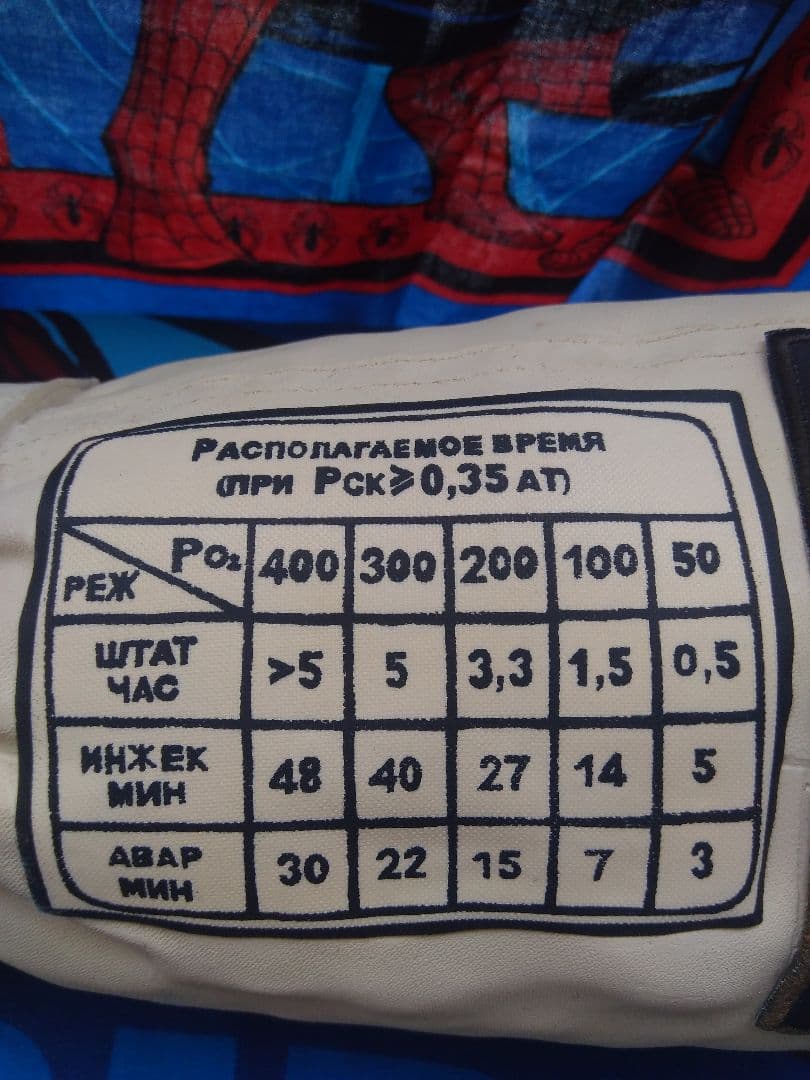 РАСПОЛАГАЕМОЕ ВРЕМЯ
(ПРИ РСК⩾0,35 АТ)
РЕЖ РО₂ 400 300 200 100 50
ШТАТ ЧАС >5 5 3,3 1,5 0,5
ИНЖЕК МИН 48 40 27 14 5
АВАР МИН 30 22 15 7 3